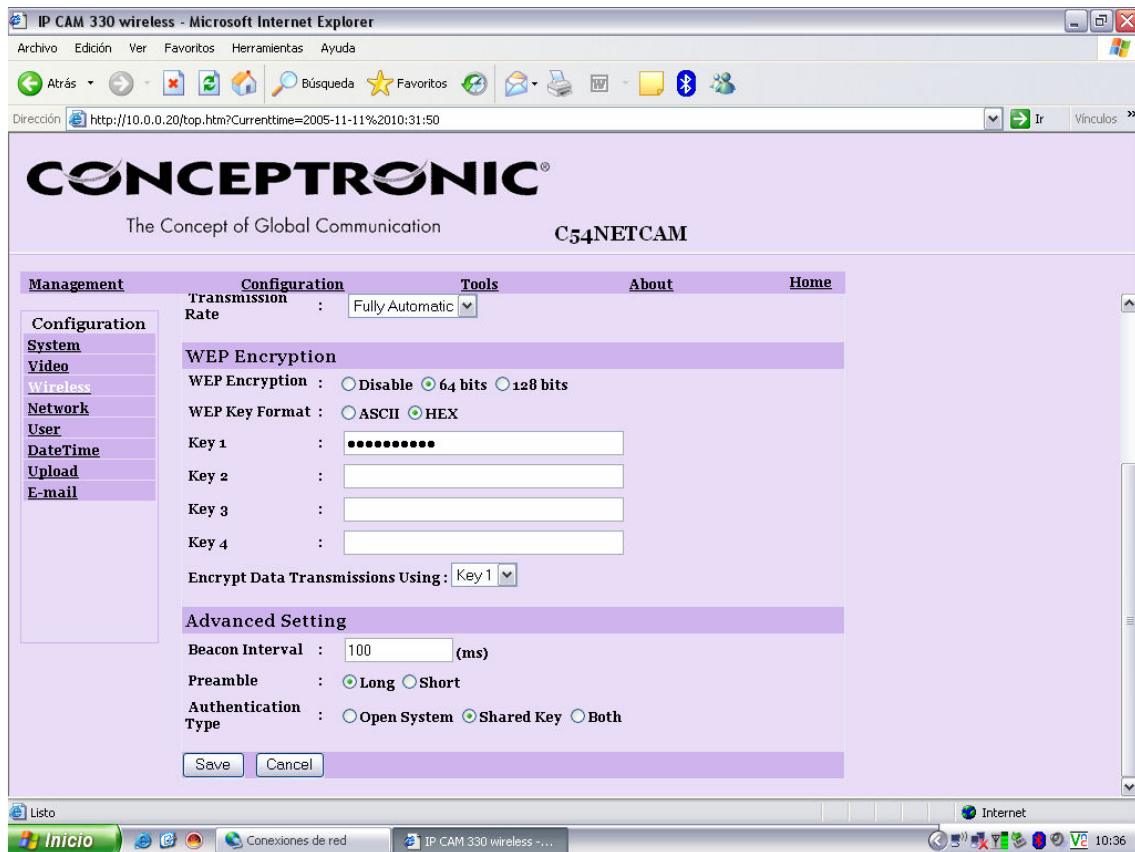 IP CAM 330 wireless - Microsoft Internet Explorer
Archivo Edición Ver Favoritos Herramientas Ayuda
Atrás Búsqueda Favoritos
Dirección http://10.0.0.20/top.htm?Currenttime=2005-11-11%2010:31:50 Ir Vínculos »
CONCEPTRONIC®
The Concept of Global Communication
C54NETCAM
Management Configuration Tools About Home
Configuration
System
Video
Wireless
Network
User
DateTime
Upload
E-mail
Transmission
Rate : Fully Automatic
WEP Encryption
WEP Encryption : Disable 64 bits 128 bits
WEP Key Format : ASCII HEX
Key 1 : ••••••••••
Key 2 :
Key 3 :
Key 4 :
Encrypt Data Transmissions Using : Key 1
Advanced Setting
Beacon Interval : 100 (ms)
Preamble : Long Short
Authentication
Type : Open System Shared Key Both
Save Cancel
Listo Internet
Inicio Conexiones de red IP CAM 330 wireless -... 10:36